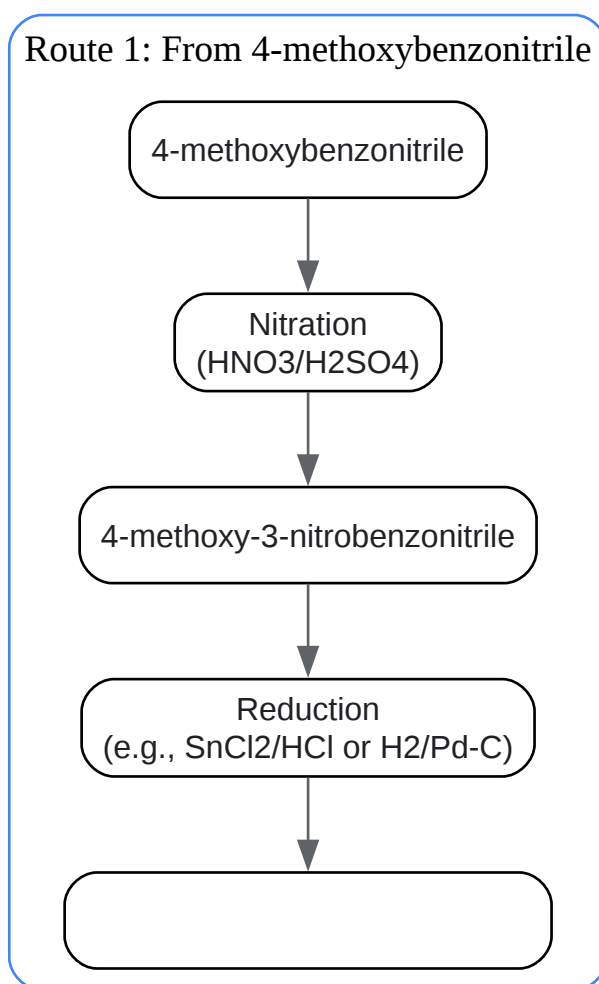 Route 1: From 4-methoxybenzonitrile
4-methoxybenzonitrile
Nitration
(HNO3/H2SO4)
4-methoxy-3-nitrobenzonitrile
Reduction
(e.g., SnCl2/HCl or H2/Pd-C)